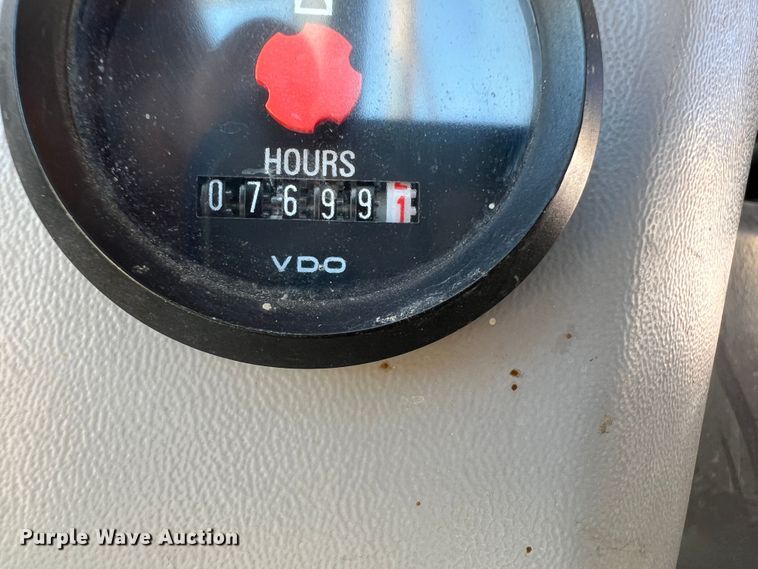 HOURS
076991
VDO
Purple Wave Auction